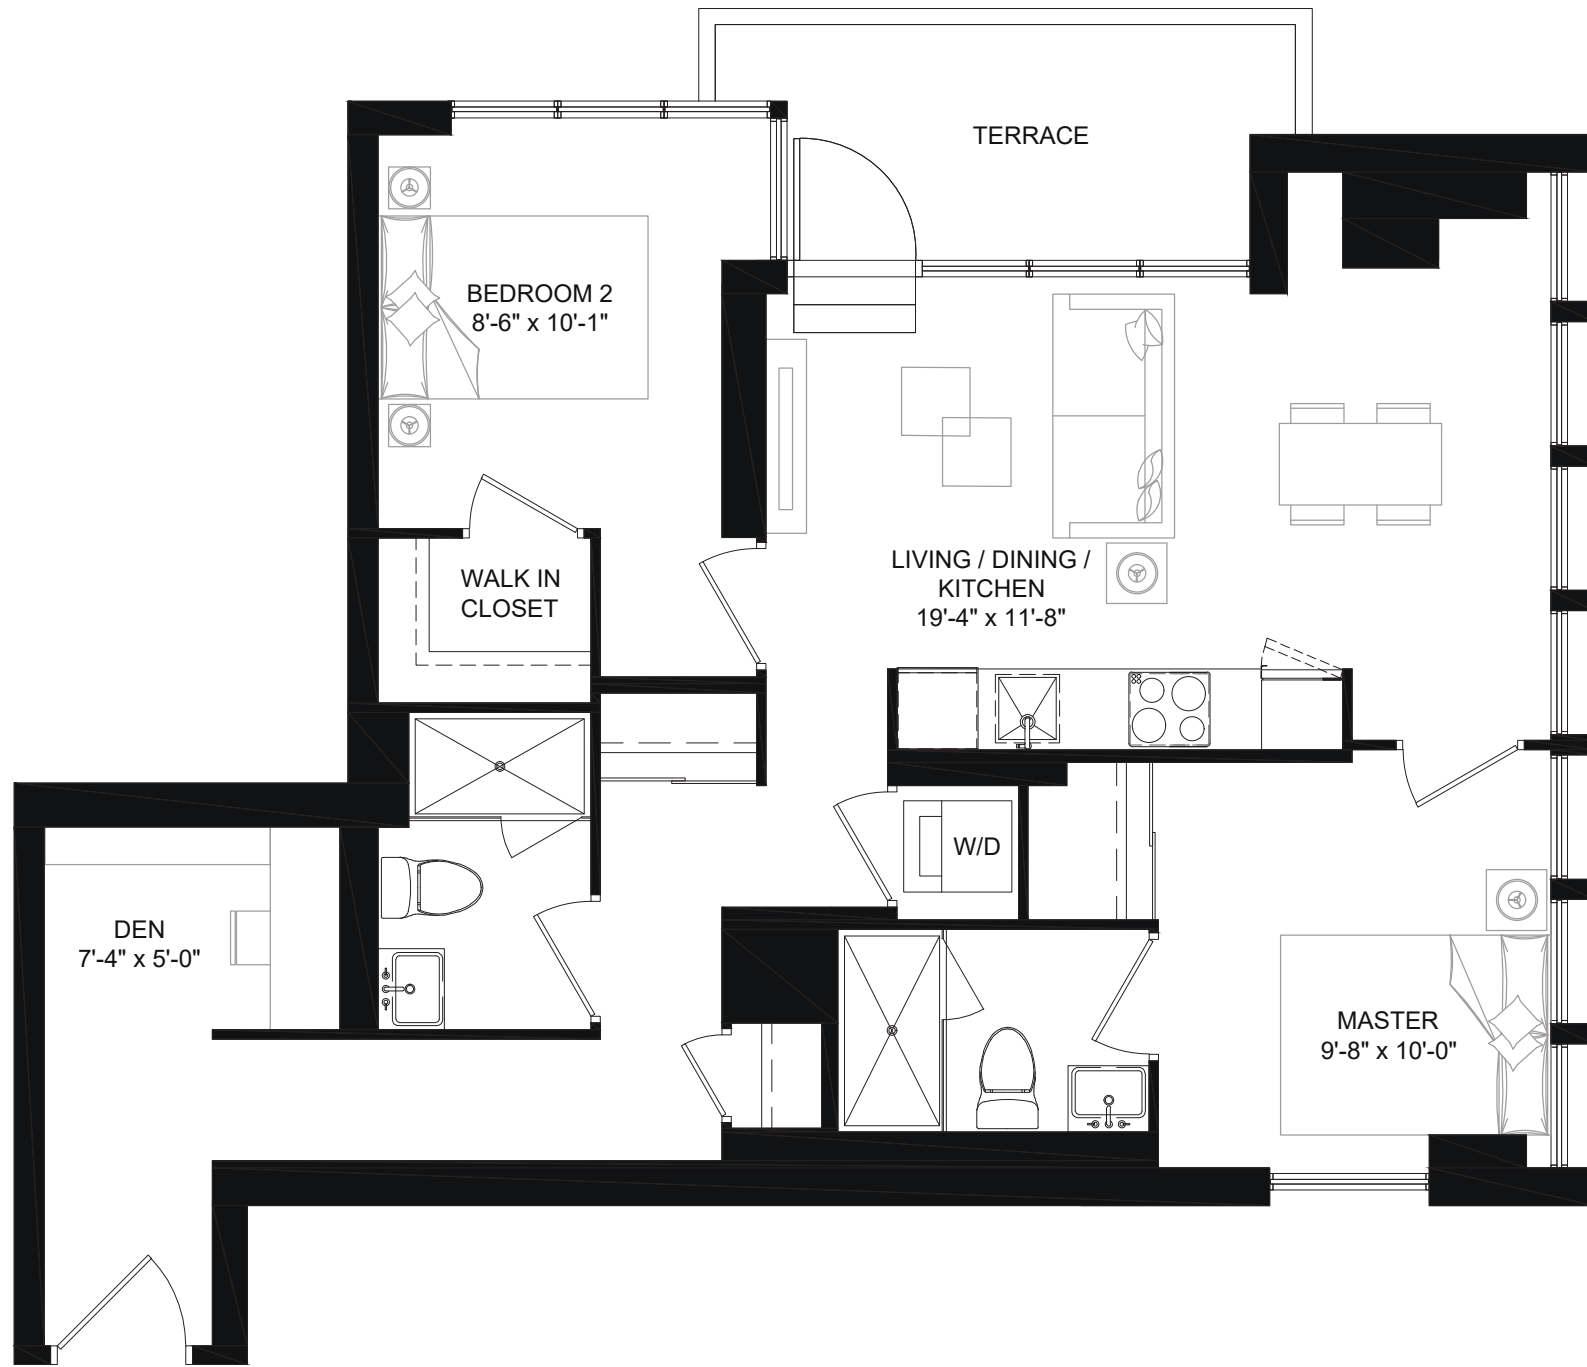 TERRACE
BEDROOM 2
8'-6" x 10'-1"
LIVING / DINING /
KITCHEN
19'-4" x 11'-8"
WALK IN
CLOSET
W/D
DEN
7'-4" x 5'-0"
MASTER
9'-8" x 10'-0"